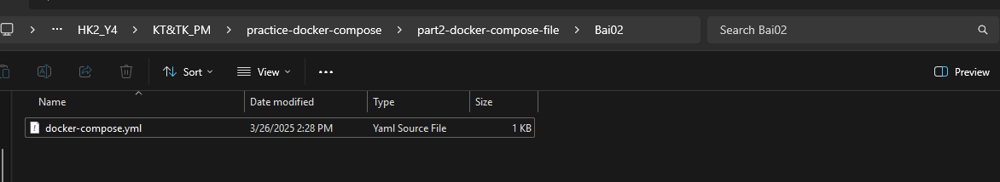 ··· > HK2_Y4 > KT&TK_PM > practice-docker-compose > part2-docker-compose-file > Bai02 Search Bai02
Sort View ··· Preview
Name Date modified Type Size
docker-compose.yml 3/26/2025 2:28 PM Yaml Source File 1 KB